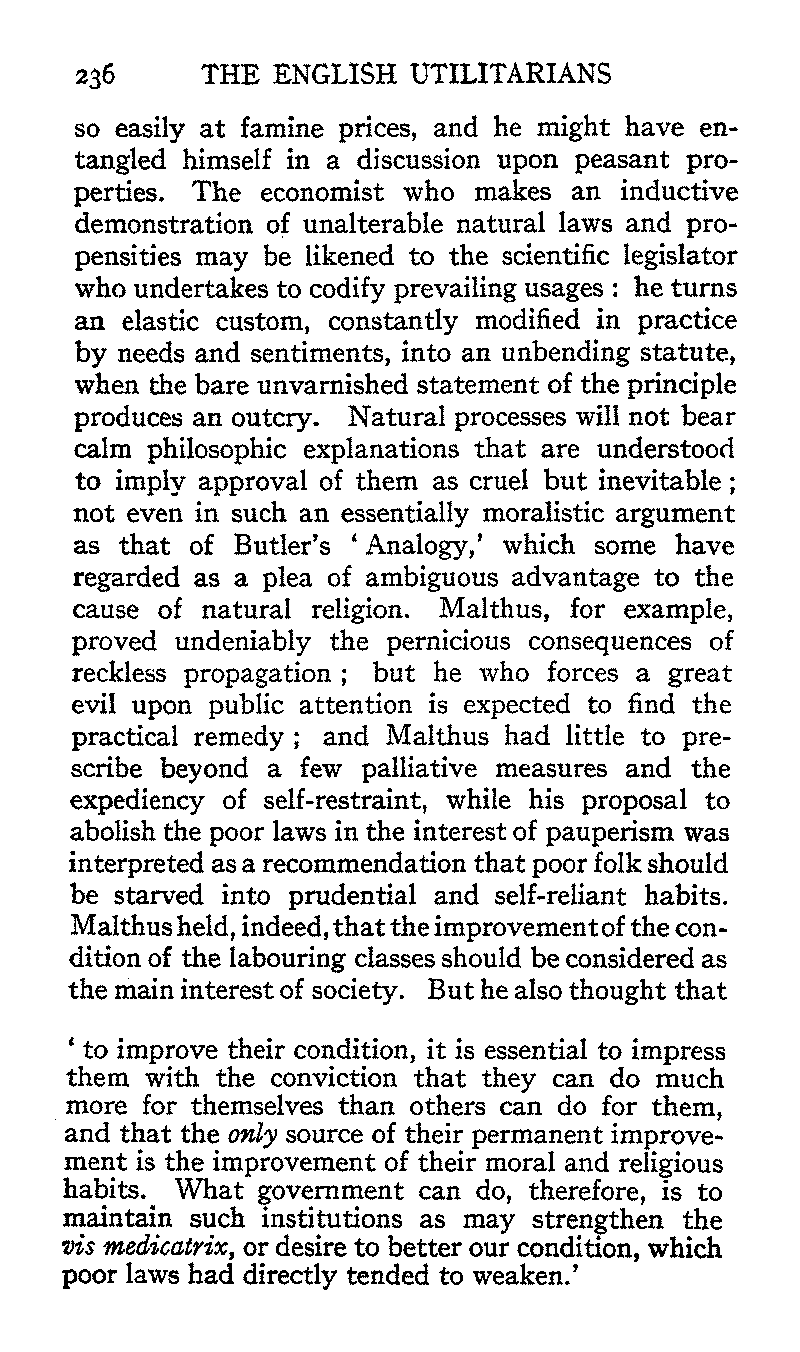 236 THE ENGLISH UTILITARIANS
so easily at famine prices, and he might have en-
tangled himself in a discussion upon peasant pro-
perties. The economist who makes an inductive
demonstration of unalterable natural laws and pro-
pensities may be likened to the scientific legislator
who undertakes to codify prevailing usages : he turns
an elastic custom, constantly modified in practice
by needs and sentiments, into an unbending statute,
when the bare unvarnished statement of the principle
produces an outcry. Natural processes will not bear
calm philosophic explanations that are understood
to imply approval of them as cruel but inevitable ;
not even in such an essentially moralistic argument
as that of Butler's ‘ Analogy,’ which some have
regarded as a plea of ambiguous advantage to the
cause of natural religion. Malthus, for example,
proved undeniably the pernicious consequences of
reckless propagation ; but he who forces a great
evil upon public attention is expected to find the
practical remedy ; and Malthus had little to pre-
scribe beyond a few palliative measures and the
expediency of self-restraint, while his proposal to
abolish the poor laws in the interest of pauperism was
interpreted as a recommendation that poor folk should
be starved into prudential and self-reliant habits.
Malthus held, indeed, that the improvement of the con-
dition of the labouring classes should be considered as
the main interest of society. But he also thought that
‘ to improve their condition, it is essential to impress
them with the conviction that they can do much
more for themselves than others can do for them,
and that the only source of their permanent improve-
ment is the improvement of their moral and religious
habits. What government can do, therefore, is to
maintain such institutions as may strengthen the
vis medicatrix, or desire to better our condition, which
poor laws had directly tended to weaken.’